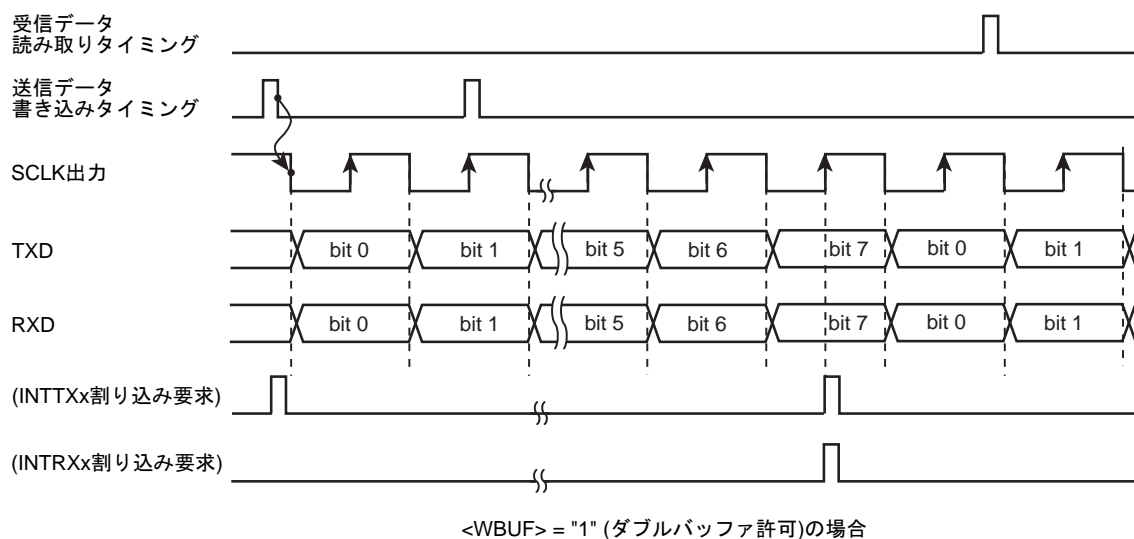 受信データ
読み取りタイミング
送信データ
書き込みタイミング
SCLK出力
TXD
bit 0
bit 1
bit 5
bit 6
bit 7
bit 0
bit 1
RXD
bit 0
bit 1
bit 5
bit 6
bit 7
bit 0
bit 1
(INTTXx割り込み要求)
(INTRXx割り込み要求)
<WBUF> = "1" (ダブルバッファ許可)の場合